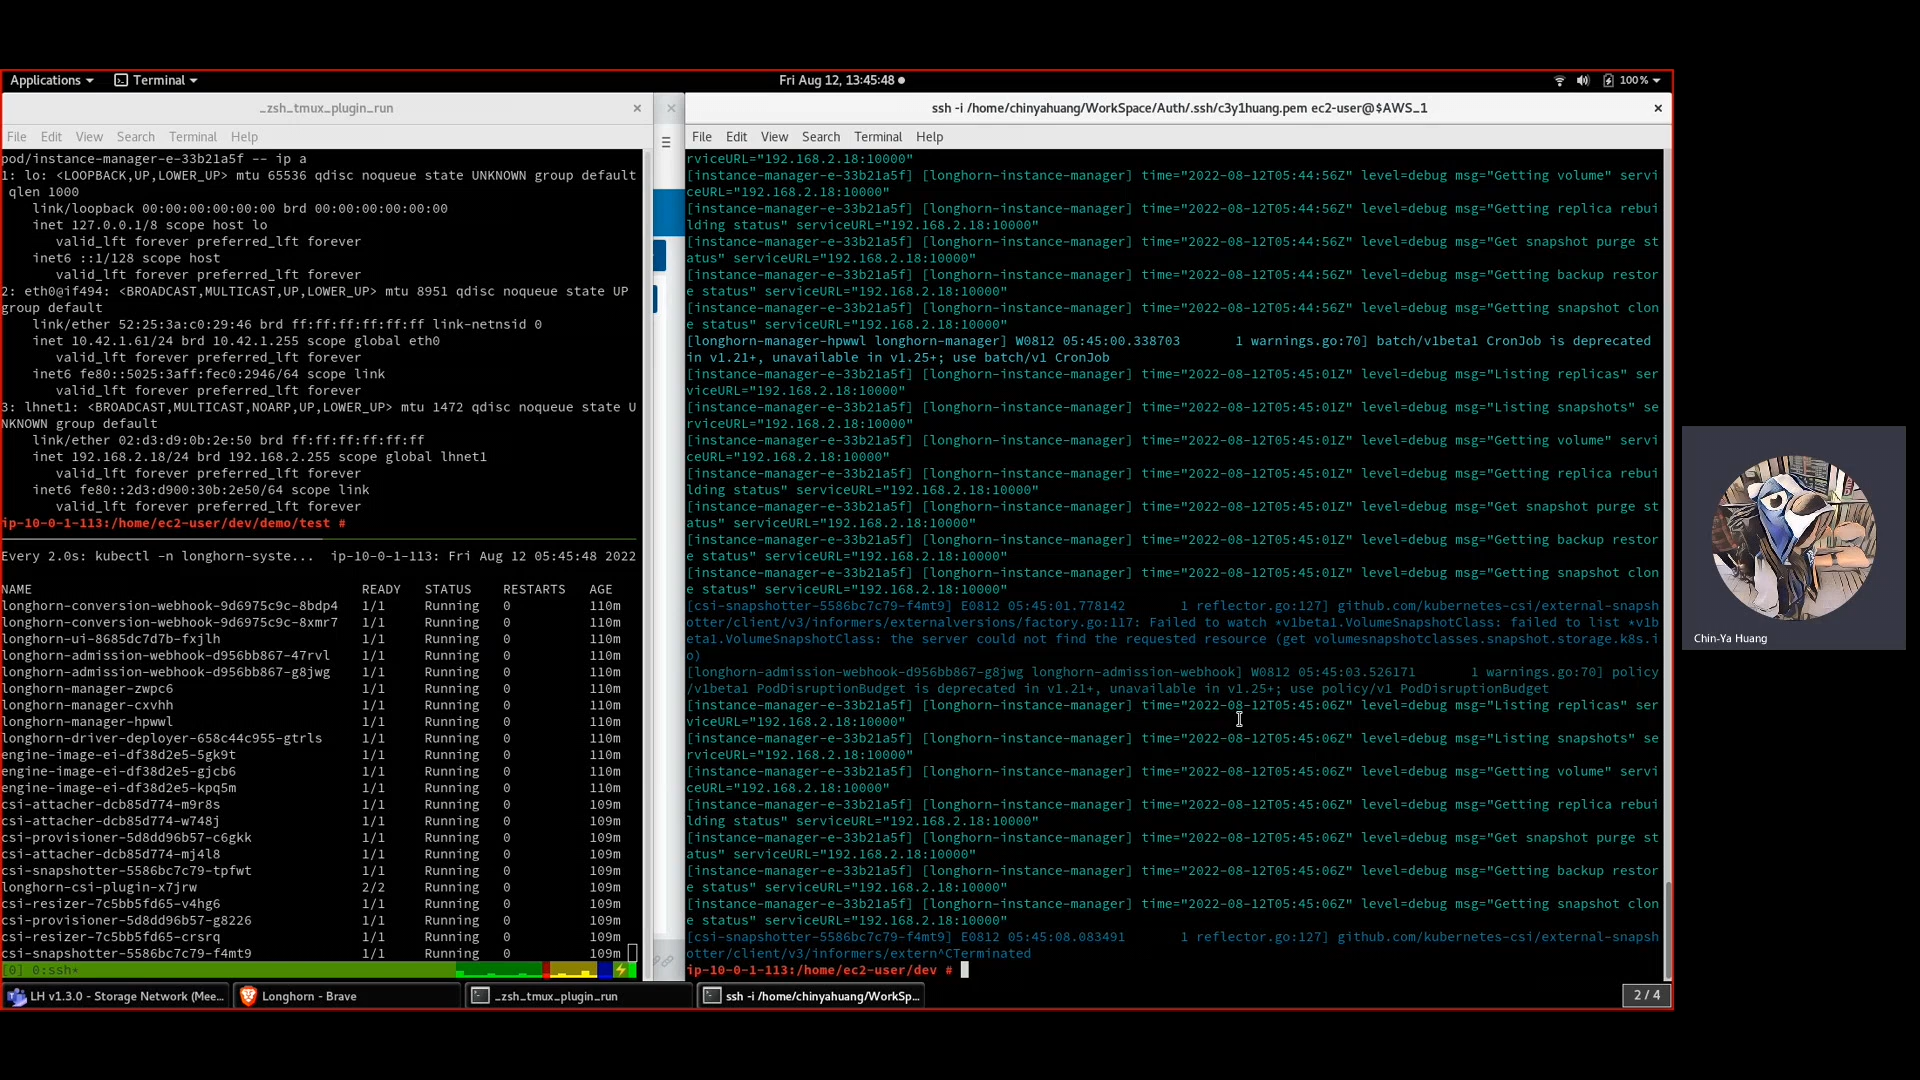 Applications Terminal Fri Aug 12, 13:45:48 100%
_zsh_tmux_plugin_run
File Edit View Search Terminal Help
pod/instance-manager-e-33b21a5f -- ip a
1: lo: <LOOPBACK,UP,LOWER_UP> mtu 65536 qdisc noqueue state UNKNOWN group default
 qlen 1000
    link/loopback 00:00:00:00:00:00 brd 00:00:00:00:00:00
    inet 127.0.0.1/8 scope host lo
       valid_lft forever preferred_lft forever
    inet6 ::1/128 scope host
       valid_lft forever preferred_lft forever
2: eth0@if494: <BROADCAST,MULTICAST,UP,LOWER_UP> mtu 8951 qdisc noqueue state UP
group default
    link/ether 52:25:3a:c0:29:46 brd ff:ff:ff:ff:ff:ff link-netnsid 0
    inet 10.42.1.61/24 brd 10.42.1.255 scope global eth0
       valid_lft forever preferred_lft forever
    inet6 fe80::5025:3aff:fec0:2946/64 scope link
       valid_lft forever preferred_lft forever
3: lhnet1: <BROADCAST,MULTICAST,NOARP,UP,LOWER_UP> mtu 1472 qdisc noqueue state U
NKNOWN group default
    link/ether 02:d3:d9:0b:2e:50 brd ff:ff:ff:ff:ff:ff
    inet 192.168.2.18/24 brd 192.168.2.255 scope global lhnet1
       valid_lft forever preferred_lft forever
    inet6 fe80::2d3:d900:30b:2e50/64 scope link
       valid_lft forever preferred_lft forever
ip-10-0-1-113:/home/ec2-user/dev/demo/test #
Every 2.0s: kubectl -n longhorn-syste... ip-10-0-1-113: Fri Aug 12 05:45:48 2022
NAME READY STATUS RESTARTS AGE
longhorn-conversion-webhook-9d6975c9c-8bdp4 1/1 Running 0 110m
longhorn-conversion-webhook-9d6975c9c-8xmr7 1/1 Running 0 110m
longhorn-ui-8685dc7d7b-fxjlh 1/1 Running 0 110m
longhorn-admission-webhook-d956bb867-47rvl 1/1 Running 0 110m
longhorn-admission-webhook-d956bb867-g8jwg 1/1 Running 0 110m
longhorn-manager-zwpc6 1/1 Running 0 110m
longhorn-manager-cxvhh 1/1 Running 0 110m
longhorn-manager-hpwwl 1/1 Running 0 110m
longhorn-driver-deployer-658c44c955-gtrls 1/1 Running 0 110m
engine-image-ei-df38d2e5-5gk9t 1/1 Running 0 110m
engine-image-ei-df38d2e5-gjcb6 1/1 Running 0 110m
engine-image-ei-df38d2e5-kpq5m 1/1 Running 0 110m
csi-attacher-dcb85d774-m9r8s 1/1 Running 0 109m
csi-attacher-dcb85d774-w748j 1/1 Running 0 109m
csi-provisioner-5d8dd96b57-c6gkk 1/1 Running 0 109m
csi-attacher-dcb85d774-mj4l8 1/1 Running 0 109m
csi-snapshotter-5586bc7c79-tpfwt 1/1 Running 0 109m
longhorn-csi-plugin-x7jrw 2/2 Running 0 109m
csi-resizer-7c5bb5fd65-v4hg6 1/1 Running 0 109m
csi-provisioner-5d8dd96b57-g8226 1/1 Running 0 109m
csi-resizer-7c5bb5fd65-crsrq 1/1 Running 0 109m
csi-snapshotter-5586bc7c79-f4mt9 1/1 Running 0 109m
[0] 0:ssh*
ssh -i /home/chinyahuang/WorkSpace/Auth/.ssh/c3y1huang.pem ec2-user@$AWS_1
File Edit View Search Terminal Help
rviceURL="192.168.2.18:10000"
[instance-manager-e-33b21a5f] [longhorn-instance-manager] time="2022-08-12T05:44:56Z" level=debug msg="Getting volume" servi
ceURL="192.168.2.18:10000"
[instance-manager-e-33b21a5f] [longhorn-instance-manager] time="2022-08-12T05:44:56Z" level=debug msg="Getting replica rebui
lding status" serviceURL="192.168.2.18:10000"
[instance-manager-e-33b21a5f] [longhorn-instance-manager] time="2022-08-12T05:44:56Z" level=debug msg="Get snapshot purge st
atus" serviceURL="192.168.2.18:10000"
[instance-manager-e-33b21a5f] [longhorn-instance-manager] time="2022-08-12T05:44:56Z" level=debug msg="Getting backup restor
e status" serviceURL="192.168.2.18:10000"
[instance-manager-e-33b21a5f] [longhorn-instance-manager] time="2022-08-12T05:44:56Z" level=debug msg="Getting snapshot clon
e status" serviceURL="192.168.2.18:10000"
[longhorn-manager-hpwwl longhorn-manager] W0812 05:45:00.338703 1 warnings.go:70] batch/v1beta1 CronJob is deprecated
in v1.21+, unavailable in v1.25+; use batch/v1 CronJob
[instance-manager-e-33b21a5f] [longhorn-instance-manager] time="2022-08-12T05:45:01Z" level=debug msg="Listing replicas" ser
viceURL="192.168.2.18:10000"
[instance-manager-e-33b21a5f] [longhorn-instance-manager] time="2022-08-12T05:45:01Z" level=debug msg="Listing snapshots" se
rviceURL="192.168.2.18:10000"
[instance-manager-e-33b21a5f] [longhorn-instance-manager] time="2022-08-12T05:45:01Z" level=debug msg="Getting volume" servi
ceURL="192.168.2.18:10000"
[instance-manager-e-33b21a5f] [longhorn-instance-manager] time="2022-08-12T05:45:01Z" level=debug msg="Getting replica rebui
lding status" serviceURL="192.168.2.18:10000"
[instance-manager-e-33b21a5f] [longhorn-instance-manager] time="2022-08-12T05:45:01Z" level=debug msg="Get snapshot purge st
atus" serviceURL="192.168.2.18:10000"
[instance-manager-e-33b21a5f] [longhorn-instance-manager] time="2022-08-12T05:45:01Z" level=debug msg="Getting backup restor
e status" serviceURL="192.168.2.18:10000"
[instance-manager-e-33b21a5f] [longhorn-instance-manager] time="2022-08-12T05:45:01Z" level=debug msg="Getting snapshot clon
e status" serviceURL="192.168.2.18:10000"
[csi-snapshotter-5586bc7c79-f4mt9] E0812 05:45:01.778142 1 reflector.go:127] github.com/kubernetes-csi/external-snapsh
otter/client/v3/informers/externalversions/factory.go:117: Failed to watch *v1beta1.VolumeSnapshotClass: failed to list *v1b
eta1.VolumeSnapshotClass: the server could not find the requested resource (get volumesnapshotclasses.snapshot.storage.k8s.i
o)
[longhorn-admission-webhook-d956bb867-g8jwg longhorn-admission-webhook] W0812 05:45:03.526171 1 warnings.go:70] policy
/v1beta1 PodDisruptionBudget is deprecated in v1.21+, unavailable in v1.25+; use policy/v1 PodDisruptionBudget
[instance-manager-e-33b21a5f] [longhorn-instance-manager] time="2022-08-12T05:45:06Z" level=debug msg="Listing replicas" ser
viceURL="192.168.2.18:10000"
[instance-manager-e-33b21a5f] [longhorn-instance-manager] time="2022-08-12T05:45:06Z" level=debug msg="Listing snapshots" se
rviceURL="192.168.2.18:10000"
[instance-manager-e-33b21a5f] [longhorn-instance-manager] time="2022-08-12T05:45:06Z" level=debug msg="Getting volume" servi
ceURL="192.168.2.18:10000"
[instance-manager-e-33b21a5f] [longhorn-instance-manager] time="2022-08-12T05:45:06Z" level=debug msg="Getting replica rebui
lding status" serviceURL="192.168.2.18:10000"
[instance-manager-e-33b21a5f] [longhorn-instance-manager] time="2022-08-12T05:45:06Z" level=debug msg="Get snapshot purge st
atus" serviceURL="192.168.2.18:10000"
[instance-manager-e-33b21a5f] [longhorn-instance-manager] time="2022-08-12T05:45:06Z" level=debug msg="Getting backup restor
e status" serviceURL="192.168.2.18:10000"
[instance-manager-e-33b21a5f] [longhorn-instance-manager] time="2022-08-12T05:45:06Z" level=debug msg="Getting snapshot clon
e status" serviceURL="192.168.2.18:10000"
[csi-snapshotter-5586bc7c79-f4mt9] E0812 05:45:08.083491 1 reflector.go:127] github.com/kubernetes-csi/external-snapsh
otter/client/v3/informers/extern^CTerminated
ip-10-0-1-113:/home/ec2-user/dev #
LH v1.3.0 - Storage Network (Mee... Longhorn - Brave _zsh_tmux_plugin_run ssh -i /home/chinyahuang/WorkSp... 2 / 4
Chin-Ya Huang